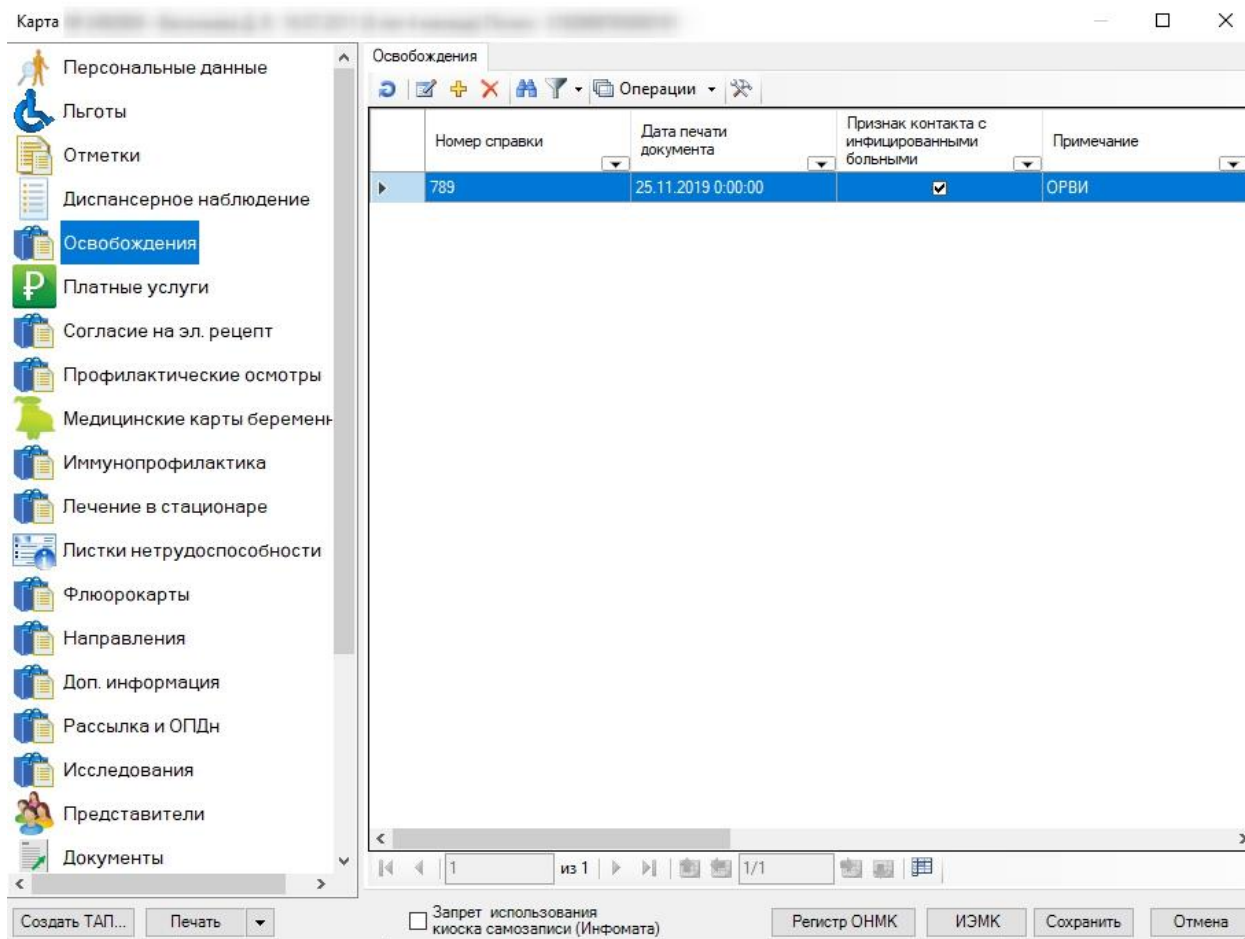 Карта
Персональные данные
Льготы
Отметки
Диспансерное наблюдение
Освобождения
Платные услуги
Согласие на эл. рецепт
Профилактические осмотры
Медицинские карты беременн
Иммунопрофилактика
Лечение в стационаре
Листки нетрудоспособности
Флюорокарты
Направления
Доп. информация
Рассылка и ОПДн
Исследования
Представители
Документы
Освобождения
Операции
Номер справки
Дата печати
документа
Признак контакта с
инфицированными
больными
Примечание
789 25.11.2019 0:00:00 ОРВИ
1 из 1 1/1
Создать ТАП... Печать
Запрет использования
киоска самозаписи (Инфомата)
Регистр ОНМК ИЭМК Сохранить Отмена